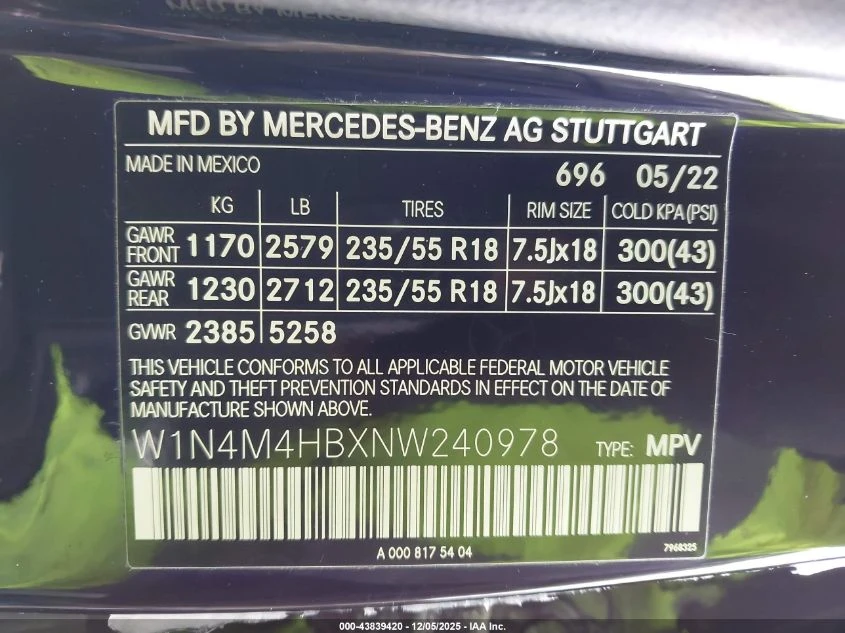 MFD BY MERCEDES-BENZ AG STUTTGART
MADE IN MEXICO 696 05/22
KG LB TIRES RIM SIZE COLD KPA(PSI)
GAWR FRONT 1170 2579 235/55 R18 7.5Jx18 300(43)
GAWR REAR 1230 2712 235/55 R18 7.5Jx18 300(43)
GVWR 2385 5258
THIS VEHICLE CONFORMS TO ALL APPLICABLE FEDERAL MOTOR VEHICLE
SAFETY AND THEFT PREVENTION STANDARDS IN EFFECT ON THE DATE OF
MANUFACTURE SHOWN ABOVE.
W1N4M4HBXNW240978 TYPE: MPV
A 000 817 54 04 7968325
000-43839420 - 12/05/2025 - IAA Inc.